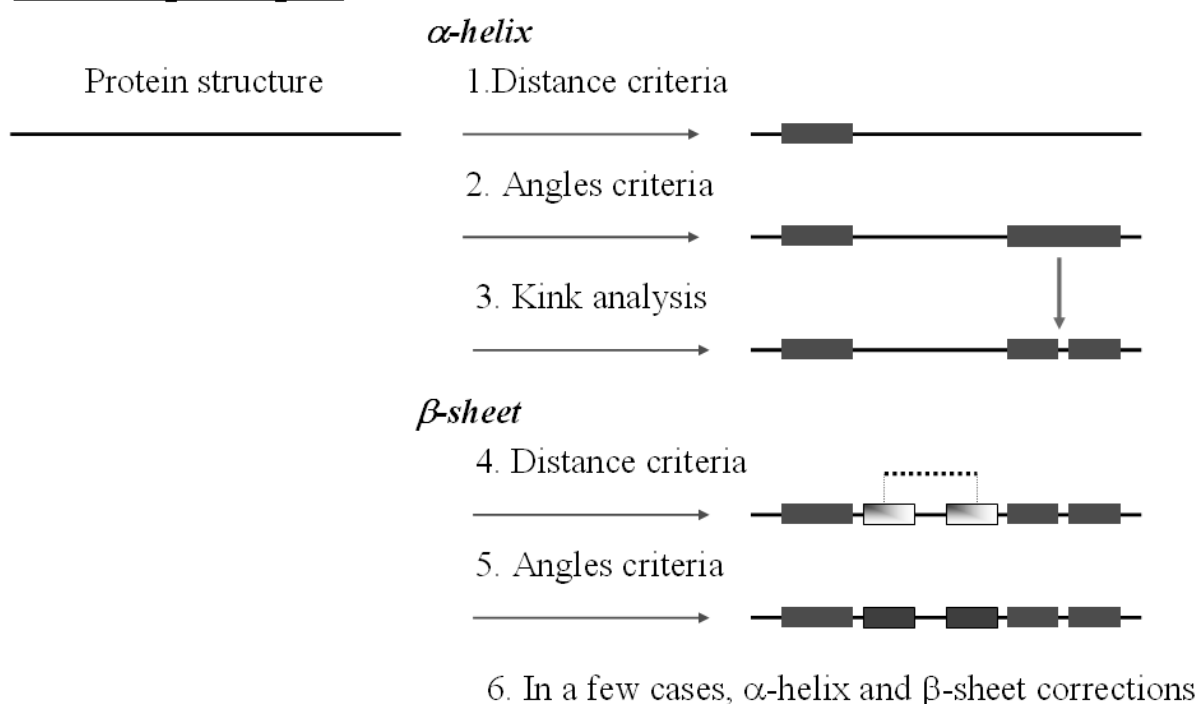 α-helix
Protein structure
1.Distance criteria
2. Angles criteria
3. Kink analysis
β-sheet
4. Distance criteria
5. Angles criteria
6. In a few cases, α-helix and β-sheet corrections